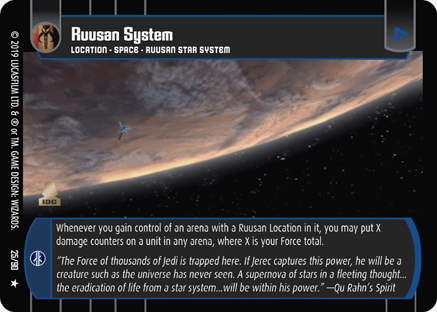 Ruusan System
LOCATION - SPACE - RUUSAN STAR SYSTEM
© 2019 LUCASFILM LTD. & ® or TM. GAME DESIGN: WIZARDS.
25/90
IDC
Whenever you gain control of an arena with a Ruusan Location in it, you may put X
damage counters on a unit in any arena, where X is your Force total.
"The Force of thousands of Jedi is trapped here. If Jerec captures this power, he will be a
creature such as the universe has never seen. A supernova of stars in a fleeting thought...
the eradication of life from a star system...will be within his power." —Qu Rahn's Spirit